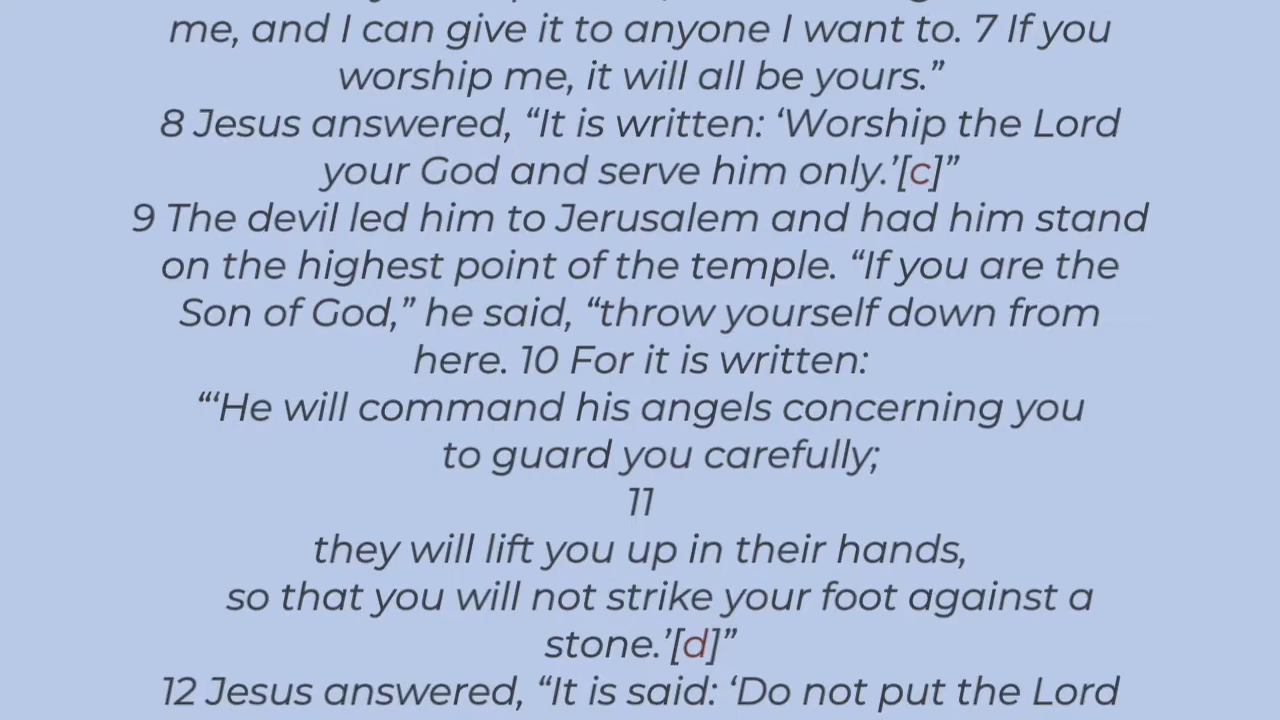 me, and I can give it to anyone I want to. 7 If you
worship me, it will all be yours.”
8 Jesus answered, “It is written: ‘Worship the Lord
your God and serve him only.’[c]”
9 The devil led him to Jerusalem and had him stand
on the highest point of the temple. “If you are the
Son of God,” he said, “throw yourself down from
here. 10 For it is written:
“‘He will command his angels concerning you
to guard you carefully;
11
they will lift you up in their hands,
so that you will not strike your foot against a
stone.’[d]”
12 Jesus answered, “It is said: ‘Do not put the Lord